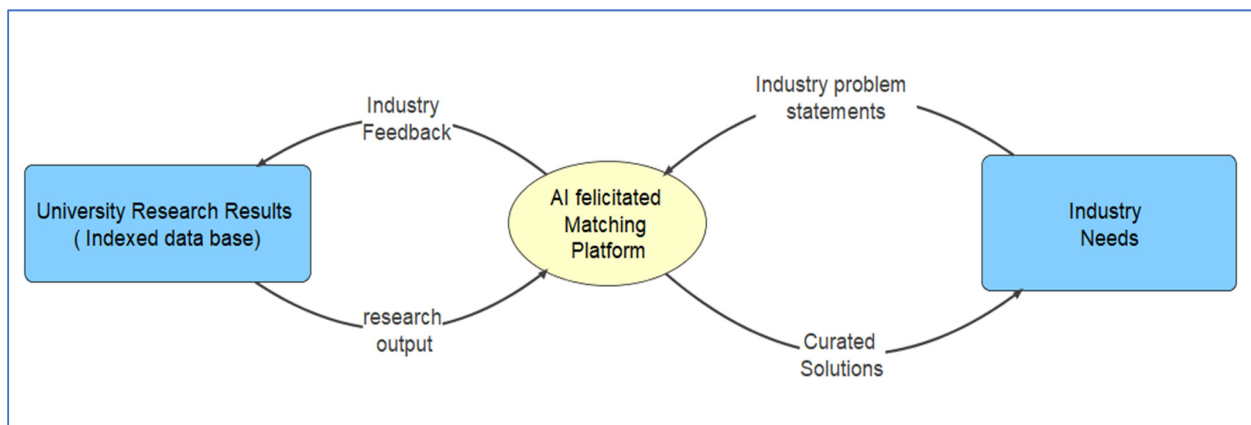 Industry
Feedback
Industry problem
statements
University Research Results
( Indexed data base)
AI felicitated
Matching
Platform
Industry
Needs
research
output
Curated
Solutions